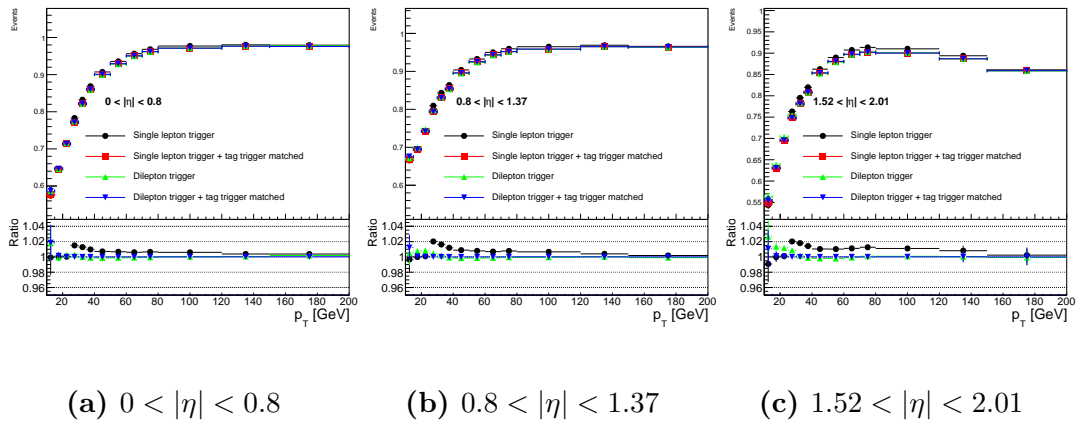 Events
1
0.9
0.8
0.7
0.6
0 < |η| < 0.8
Single lepton trigger
Single lepton trigger + tag trigger matched
Dilepton trigger
Dilepton trigger + tag trigger matched
Ratio
1.04
1.02
1
0.98
0.96
20 40 60 80 100 120 140 160 180 200
p_T [GeV]
(a) 0 < |η| < 0.8
Events
1
0.9
0.8
0.7
0.6
0.8 < |η| < 1.37
Single lepton trigger
Single lepton trigger + tag trigger matched
Dilepton trigger
Dilepton trigger + tag trigger matched
Ratio
1.04
1.02
1
0.98
0.96
20 40 60 80 100 120 140 160 180 200
p_T [GeV]
(b) 0.8 < |η| < 1.37
Events
1
0.95
0.9
0.85
0.8
0.75
0.7
0.65
0.6
0.55
1.52 < |η| < 2.01
Single lepton trigger
Single lepton trigger + tag trigger matched
Dilepton trigger
Dilepton trigger + tag trigger matched
Ratio
1.04
1.02
1
0.98
0.96
20 40 60 80 100 120 140 160 180 200
p_T [GeV]
(c) 1.52 < |η| < 2.01